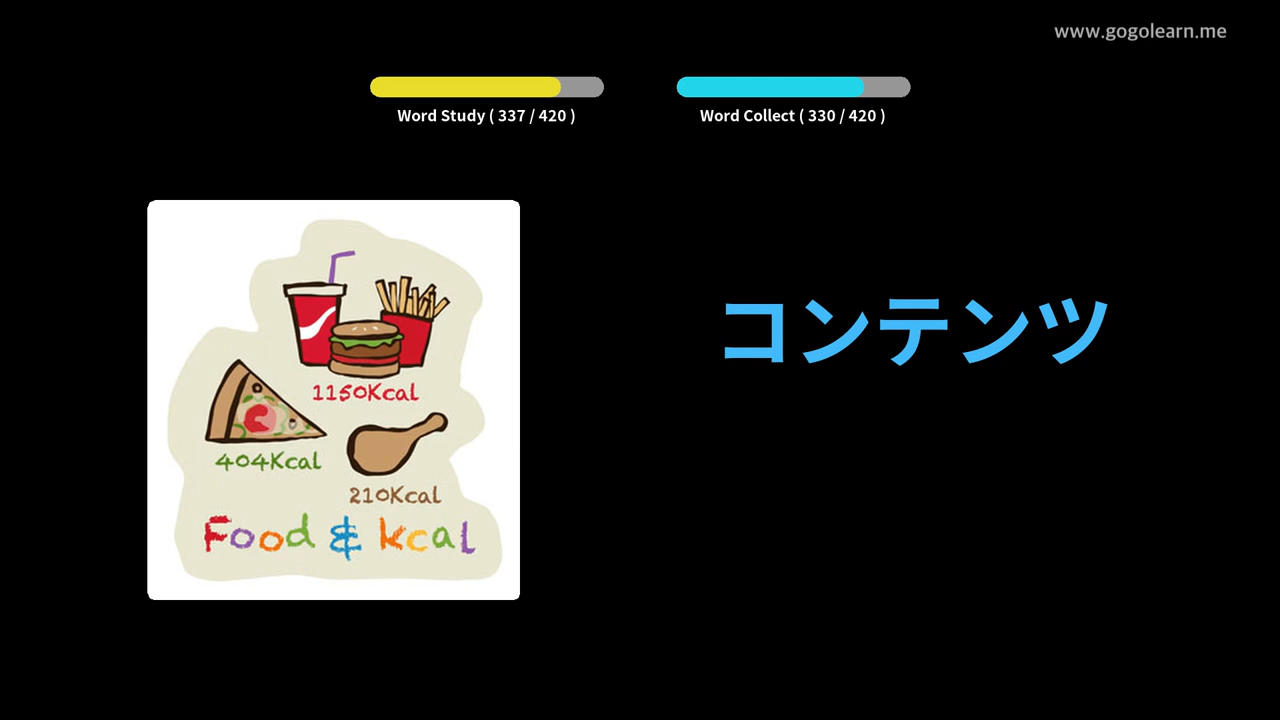 www.gogolearn.me
Word Study ( 337 / 420 )
Word Collect ( 330 / 420 )
コンテンツ
1150Kcal
404Kcal
210Kcal
Food & kcal